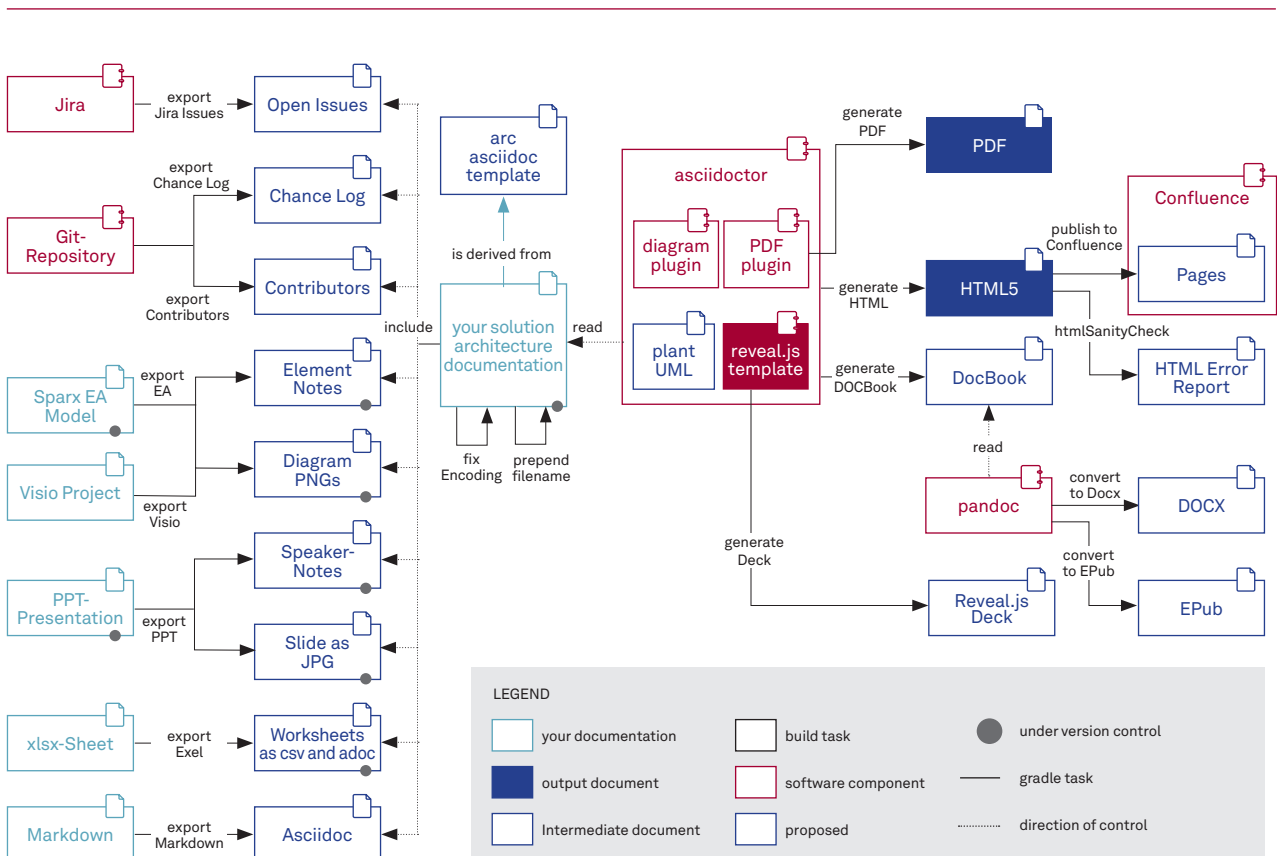 Jira
export
Jira Issues
Open Issues
export
Chance Log
Chance Log
Git-
Repository
export
Contributors
Contributors
Sparx EA
Model
export
EA
Element
Notes
Visio Project
export
Visio
Diagram
PNGs
PPT-
Presentation
export
PPT
Speaker-
Notes
Slide as
JPG
xlsx-Sheet
export
Exel
Worksheets
as csv and adoc
Markdown
export
Markdown
Asciidoc
include
arc
asciidoc
template
is derived from
your solution
architecture
documentation
fix
Encoding
prepend
filename
read
asciidoctor
diagram
plugin
PDF
plugin
plant
UML
reveal.js
template
generate
PDF
PDF
generate
HTML
HTML5
generate
DOCBook
DocBook
generate
Deck
Reveal.js
Deck
publish to
Confluence
Confluence
Pages
htmlSanityCheck
HTML Error
Report
read
pandoc
convert
to Docx
DOCX
convert
to EPub
EPub
LEGEND
your documentation
output document
Intermediate document
build task
software component
proposed
under version control
gradle task
direction of control